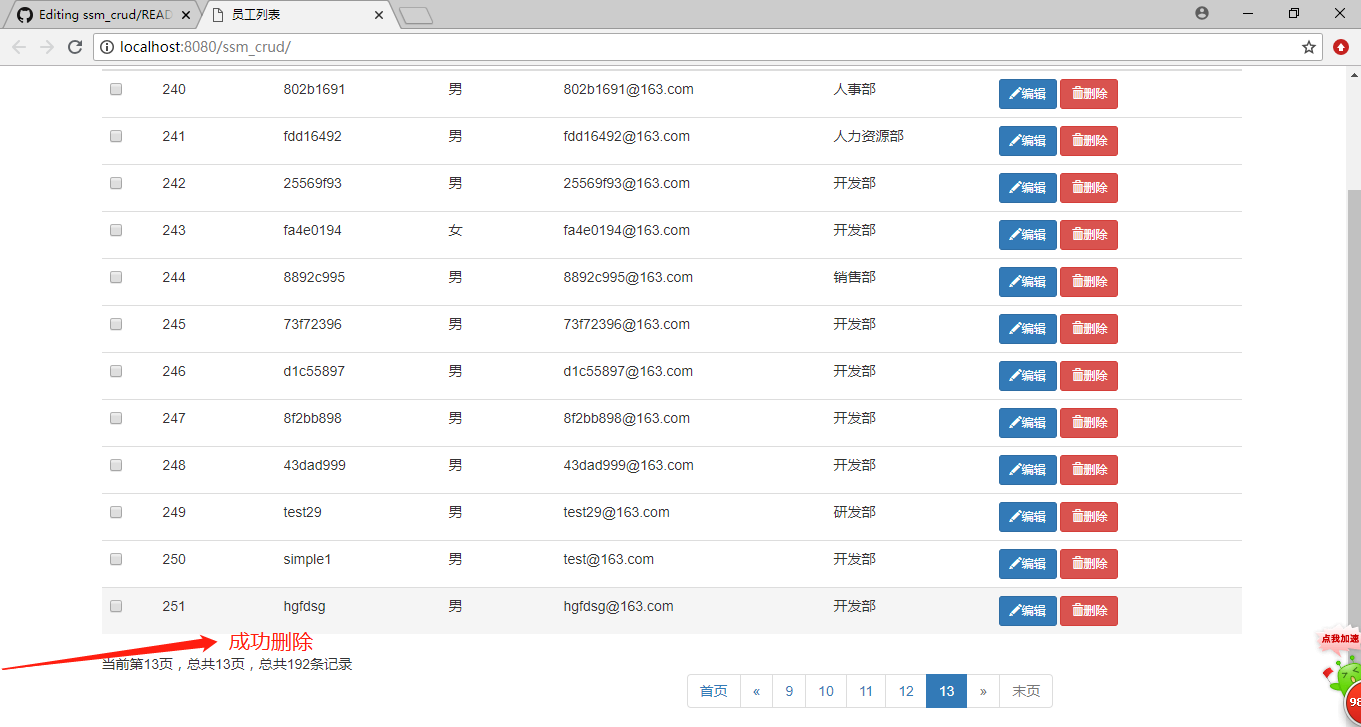 Editing ssm_crud/READ
员工列表
localhost:8080/ssm_crud/
240 802b1691 男 802b1691@163.com 人事部 编辑 删除
241 fdd16492 男 fdd16492@163.com 人力资源部 编辑 删除
242 25569f93 男 25569f93@163.com 开发部 编辑 删除
243 fa4e0194 女 fa4e0194@163.com 开发部 编辑 删除
244 8892c995 男 8892c995@163.com 销售部 编辑 删除
245 73f72396 男 73f72396@163.com 开发部 编辑 删除
246 d1c55897 男 d1c55897@163.com 开发部 编辑 删除
247 8f2bb898 男 8f2bb898@163.com 开发部 编辑 删除
248 43dad999 男 43dad999@163.com 开发部 编辑 删除
249 test29 男 test29@163.com 研发部 编辑 删除
250 simple1 男 test@163.com 开发部 编辑 删除
251 hgfdsg 男 hgfdsg@163.com 开发部 编辑 删除
成功删除
点我加速
当前第13页，总共13页，总共192条记录
首页 « 9 10 11 12 13 » 末页
98